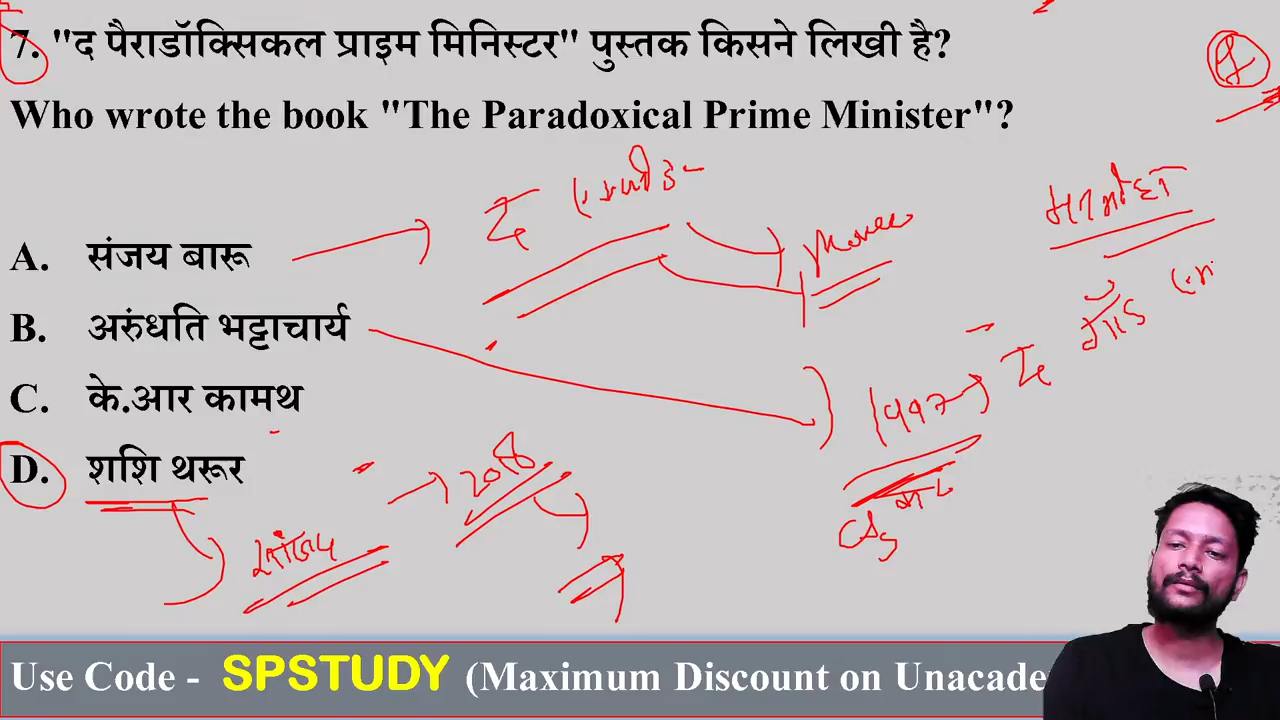 7. "द पैराडॉक्सिकल प्राइम मिनिस्टर" पुस्तक किसने लिखी है?
Who wrote the book "The Paradoxical Prime Minister"?
A. संजय बारू
B. अरुंधति भट्टाचार्य
C. के.आर कामथ
D. शशि थरूर
द
1997
द गॉड
2018
Use Code - SPSTUDY (Maximum Discount on Unacade